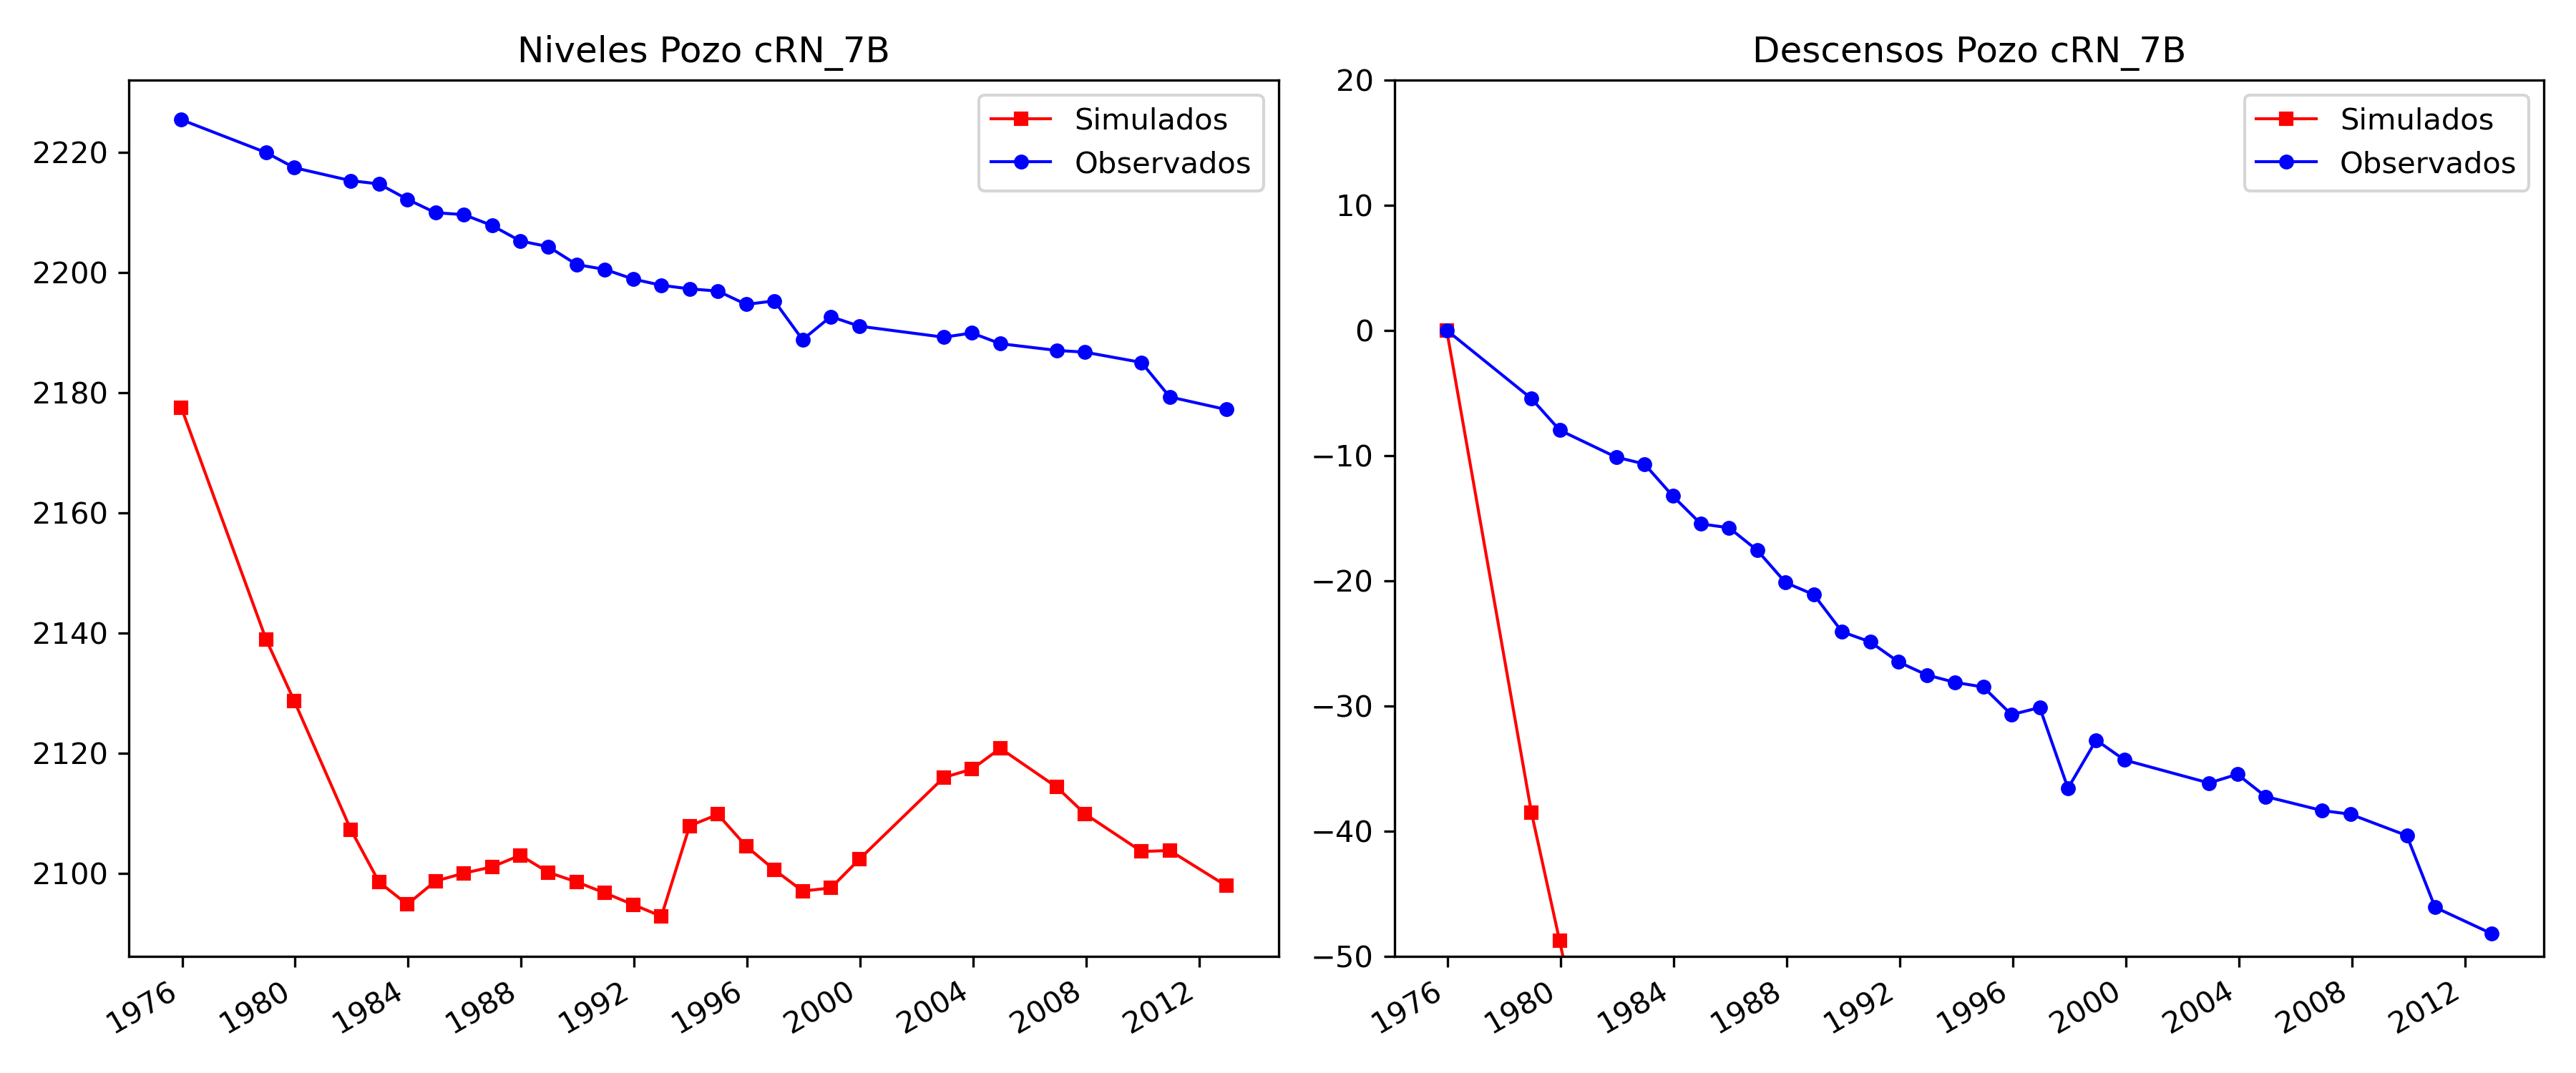 Niveles Pozo cRN_7B
Simulados
Observados
2220
2200
2180
2160
2140
2120
2100
1976 1980 1984 1988 1992 1996 2000 2004 2008 2012
Descensos Pozo cRN_7B
Simulados
Observados
20
10
0
−10
−20
−30
−40
−50
1976 1980 1984 1988 1992 1996 2000 2004 2008 2012